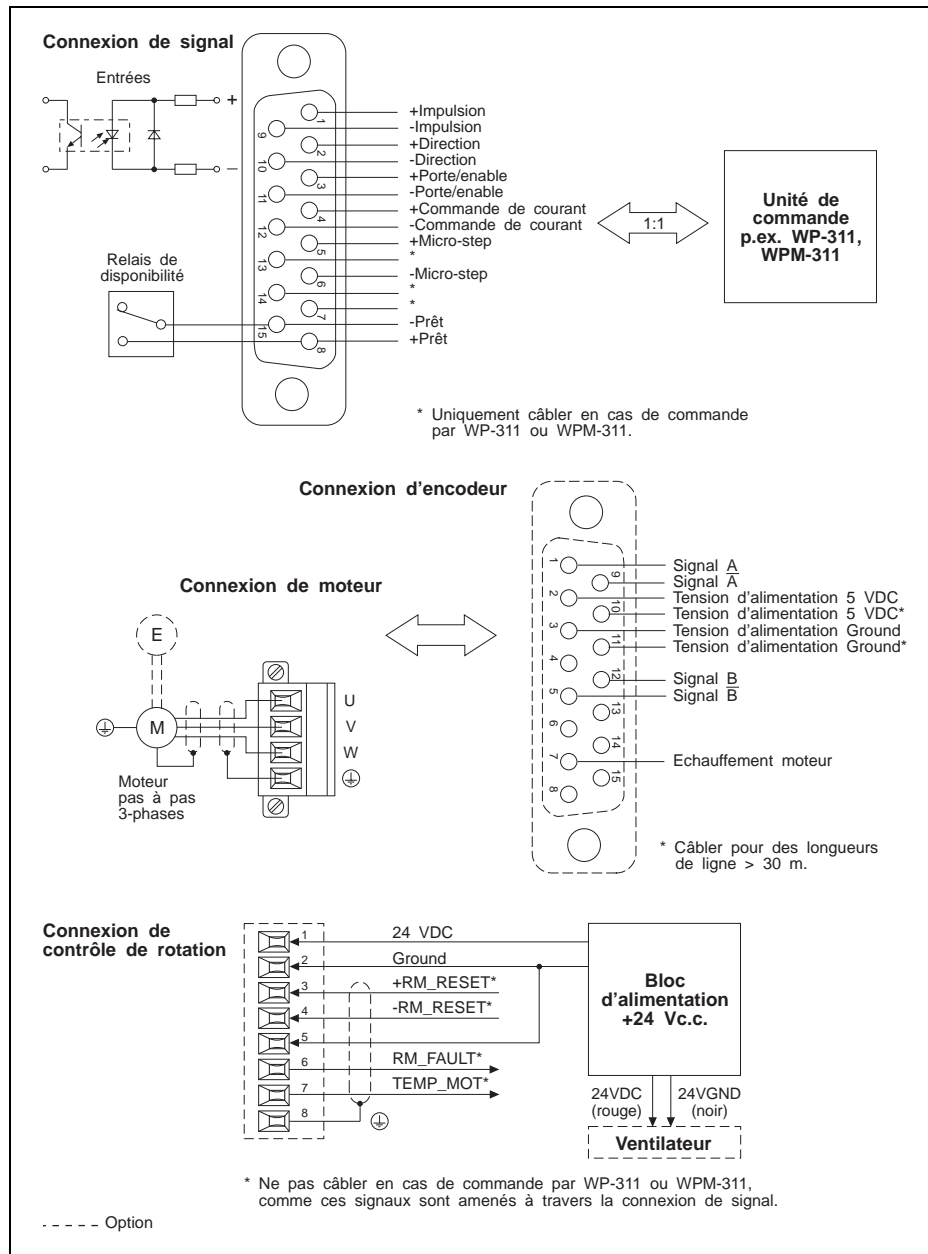 Connexion de signal
Entrées
+
–
1
9
2
10
3
11
4
12
5
13
6
14
7
15
8
+Impulsion
-Impulsion
+Direction
-Direction
+Porte/enable
-Porte/enable
+Commande de courant
-Commande de courant
+Micro-step
*
-Micro-step
*
*
-Prêt
+Prêt
1:1
Unité de
commande
p.ex. WP-311,
WPM-311
Relais de
disponibilité
* Uniquement câbler en cas de commande
par WP-311 ou WPM-311.
Connexion d'encodeur
1
9
2
10
3
11
4
12
5
13
6
14
7
15
8
Signal A
Signal A̅
Tension d'alimentation 5 VDC
Tension d'alimentation 5 VDC*
Tension d'alimentation Ground
Tension d'alimentation Ground*
Signal B
Signal B̅
Echauffement moteur
* Câbler pour des longueurs
de ligne > 30 m.
Connexion de moteur
E
M
U
V
W
Moteur
pas à pas
3-phases
Connexion de
contrôle de rotation
1
2
3
4
5
6
7
8
24 VDC
Ground
+RM_RESET*
-RM_RESET*
RM_FAULT*
TEMP_MOT*
Bloc
d'alimentation
+24 Vc.c.
24VDC
(rouge)
24VGND
(noir)
Ventilateur
* Ne pas câbler en cas de commande par WP-311 ou WPM-311,
comme ces signaux sont amenés à travers la connexion de signal.
- - - - - Option